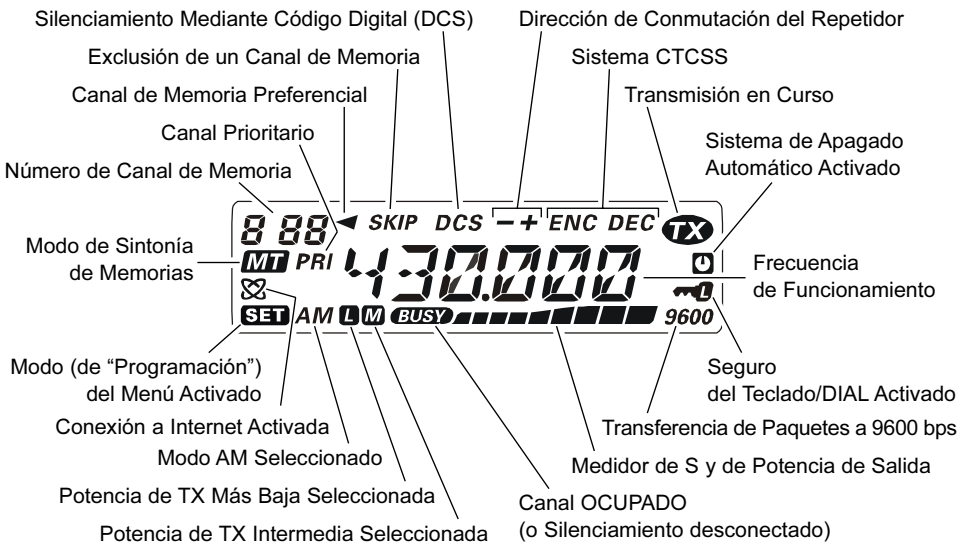 Silenciamiento Mediante Código Digital (DCS)
Dirección de Conmutación del Repetidor
Exclusión de un Canal de Memoria
Sistema CTCSS
Canal de Memoria Preferencial
Transmisión en Curso
Canal Prioritario
Sistema de Apagado
Automático Activado
Número de Canal de Memoria
8 88 SKIP DCS -+ ENC DEC TX
Modo de Sintonía
de Memorias
MT PRI 430.000
Frecuencia
de Funcionamiento
L
SET AM L M BUSY 9600
Modo (de “Programación”)
del Menú Activado
Seguro
del Teclado/DIAL Activado
Conexión a Internet Activada
Transferencia de Paquetes a 9600 bps
Modo AM Seleccionado
Medidor de S y de Potencia de Salida
Potencia de TX Más Baja Seleccionada
Canal OCUPADO
(o Silenciamiento desconectado)
Potencia de TX Intermedia Seleccionada